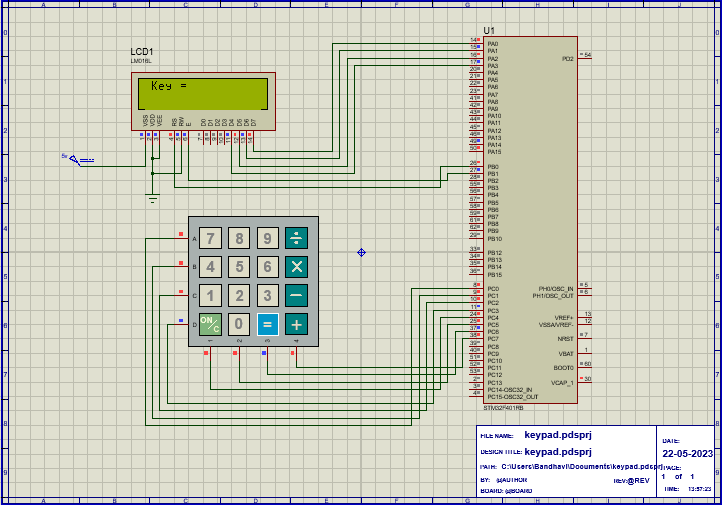 A B C D E F G H J
LCD1
LM016L
Key =
VSS VDD VEE RS RW E D0 D1 D2 D3 D4 D5 D6 D7
1 2 3 4 5 6 7 8 9 10 11 12 13 14
U1
14 PA0
15 PA1
16 PA2
17 PA3
20 PA4
21 PA5
22 PA6
23 PA7
41 PA8
42 PA9
43 PA10
44 PA11
45 PA12
46 PA13
49 PA14
50 PA15
PD2 54
26 PB0
27 PB1
28 PB2
55 PB3
56 PB4
57 PB5
58 PB6
59 PB7
61 PB8
62 PB9
29 PB10
33 PB12
34 PB13
35 PB14
36 PB15
8 PC0
9 PC1
10 PC2
11 PC3
24 PC4
25 PC5
37 PC6
38 PC7
39 PC8
40 PC9
51 PC10
52 PC11
53 PC12
2 PC13
3 PC14-OSC32_IN
4 PC15-OSC32_OUT
PH0/OSC_IN 5
PH1/OSC_OUT 6
VREF+ 13
VSSA/VREF- 12
NRST 7
VBAT 1
BOOT0 60
VCAP_1 30
STM32F401RB
A 7 8 9 ÷
B 4 5 6 ×
C 1 2 3 −
D ON/C 0 = +
1 2 3 4
FILE NAME: keypad.pdsprj
DESIGN TITLE: keypad.pdsprj
PATH: C:\Users\Bandhavi\Documents\keypad.pdsprj
BY: @AUTHOR
REV:@REV
BOARD: @BOARD
DATE:
22-05-2023
PAGE:
1 of 1
TIME: 13:57:23
A B C D E F G H J
0
1
2
3
4
5
6
7
8
9